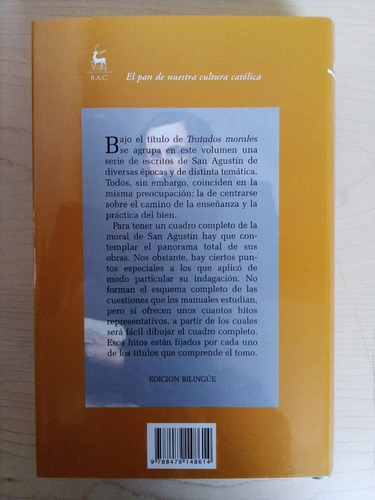 B.A.C.
El pan de nuestra cultura católica
Bajo el título de Tratados morales
se agrupa en este volumen una
serie de escritos de San Agustín de
diversas épocas y de distinta temática.
Todos, sin embargo, coinciden en la
misma preocupación: la de centrarse
sobre el camino de la enseñanza y la
práctica del bien.
Para tener un cuadro completo de la
moral de San Agustín hay que con-
templar el panorama total de sus
obras. Nos obstante, hay ciertos pun-
tos especiales a los que aplicó de
modo particular su indagación. No
forman el esquema completo de las
cuestiones que los manuales estudian,
pero sí ofrecen unos cuantos hitos
representativos, a partir de los cuales
será fácil dibujar el cuadro completo.
Esos hitos están fijados por cada uno
de los títulos que comprende el tomo.
EDICION BILINGÜE
9 788479 148614